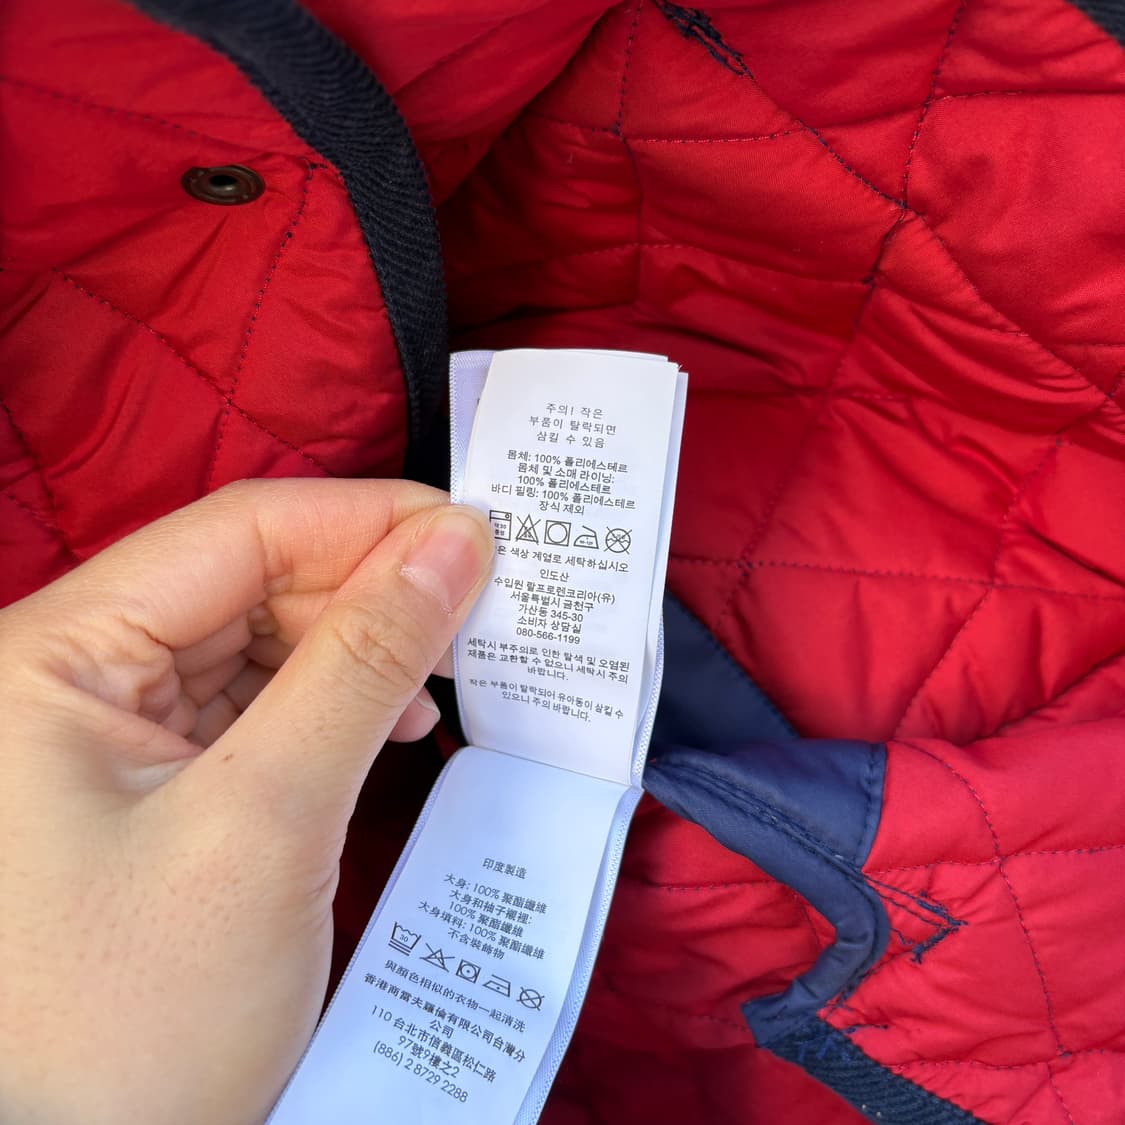 주의! 작은
부품이 탈락되면
삼킬 수 있음
몸체: 100% 폴리에스테르
몸체 및 소매 라이닝:
100% 폴리에스테르
바디 필링: 100% 폴리에스테르
장식 제외
은 색상 계열로 세탁하십시오
인도산
수입원 랄프로렌코리아(유)
서울특별시 금천구
가산동 345-30
소비자 상담실
080-566-1199
세탁시 부주의로 인한 탈색 및 오염된
제품은 교환할 수 없으니 세탁시 주의
바랍니다.
작은 부품이 탈락되어 유아동이 삼킬 수
있으니 주의 바랍니다.
印度製造
大身: 100% 聚酯纖維
大身和袖子襯裡:
100% 聚酯纖維
大身填料: 100% 聚酯纖維
不含裝飾物
30
與顏色相似的衣物一起清洗
香港商當夫羅倫有限公司台灣分
公司
110 台北市信義區松仁路
97號9樓之2
(886) 2 8729 2288